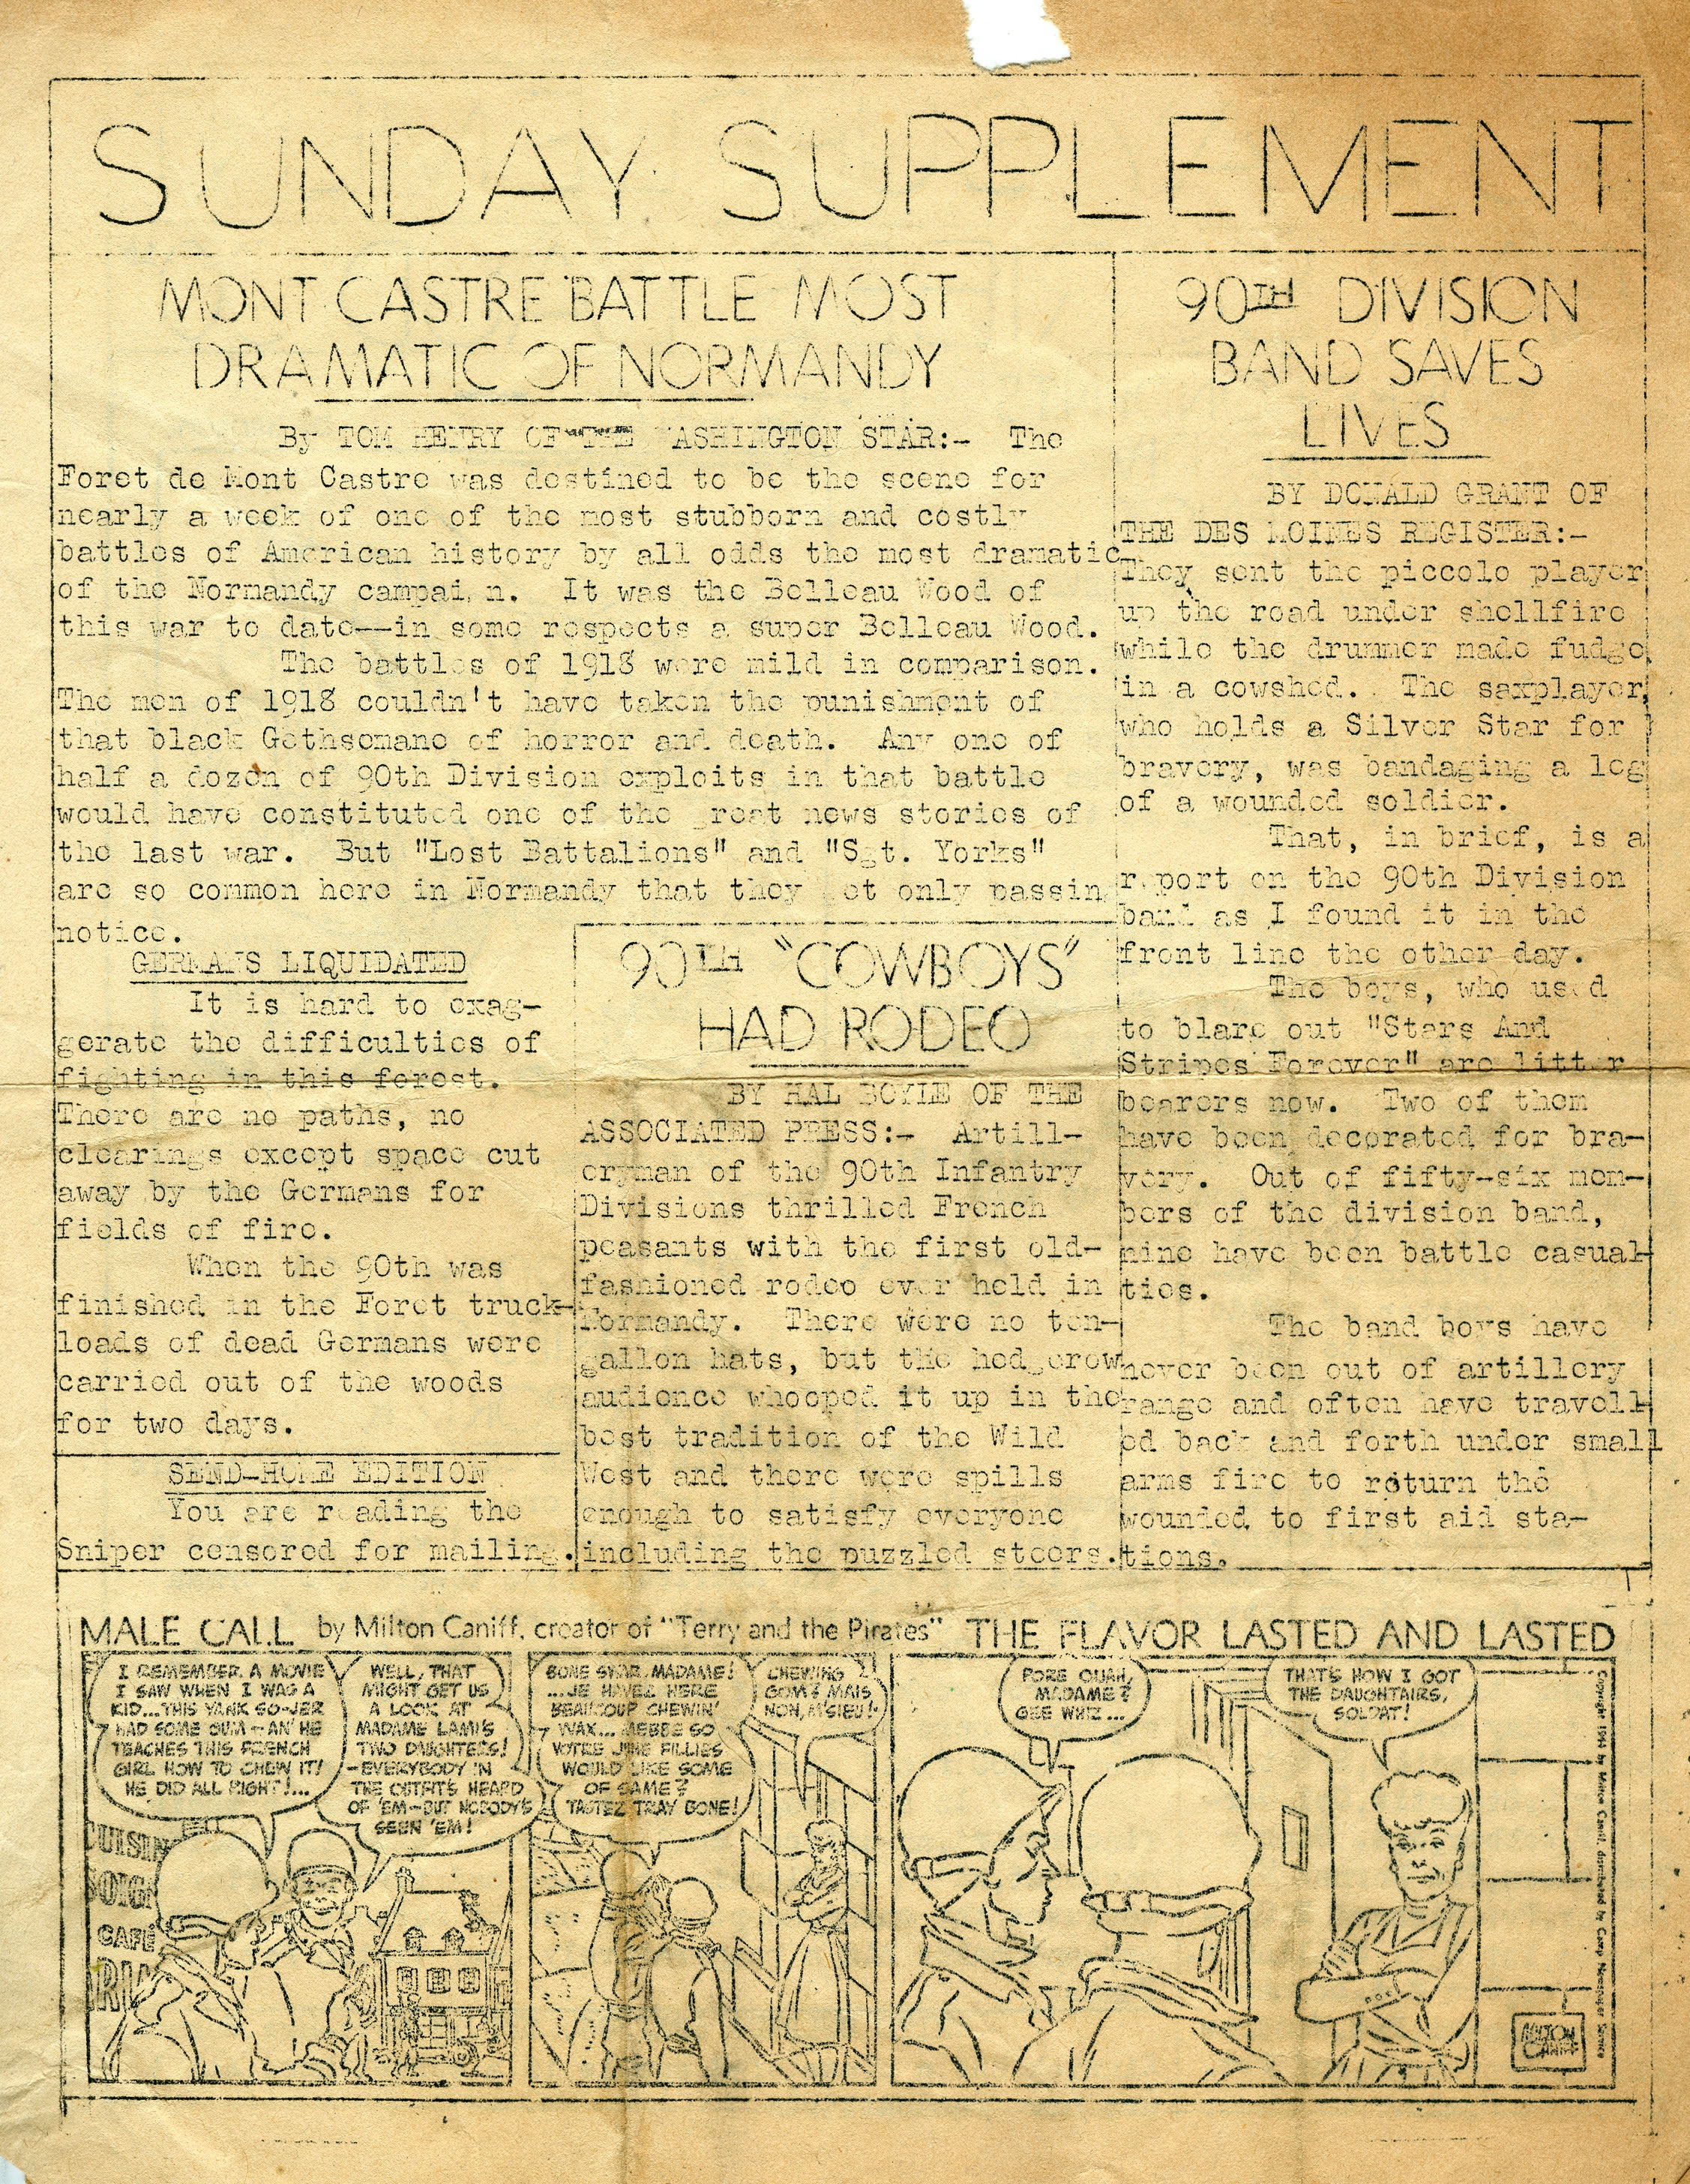 SUNDAY SUPPLEMENT
MONT CASTRE BATTLE MOST
DRAMATIC OF NORMANDY
By TOM HENRY OF THE WASHINGTON STAR:- The
Foret de Mont Castre was destined to be the scene for
nearly a week of one of the most stubborn and costly
battles of American history by all odds the most dramatic
of the Normandy campai n. It was the Belleau Wood of
this war to date--in some respects a super Belleau Wood.
The battles of 1918 were mild in comparison.
The men of 1918 couldn't have taken the punishment of
that black Gethsemane of horror and death. Any one of
half a dozen of 90th Division exploits in that battle
would have constituted one of the reat news stories of
the last war. But "Lost Battalions" and "Sgt. Yorks"
are so common here in Normandy that they et only passin
notice.
GERMANS LIQUIDATED
It is hard to exag-
gerate the difficulties of
fighting in this forest.
There are no paths, no
clearings except space cut
away by the Germans for
fields of fire.
When the 90th was
finished in the Foret truck-
loads of dead Germans were
carried out of the woods
for two days.
SEND-HOME EDITION
You are reading the
Sniper censored for mailing.
90TH "COWBOYS"
HAD RODEO
BY HAL BOYLE OF THE
ASSOCIATED PRESS:- Artill-
eryman of the 90th Infantry
Divisions thrilled French
peasants with the first old-
fashioned rodeo ever held in
Normandy. There were no ten-
gallon hats, but the hedgerow
audience whooped it up in the
best tradition of the Wild
West and there were spills
enough to satisfy everyone
including the puzzled steers.
90TH DIVISION
BAND SAVES
LIVES
BY DONALD GRANT OF
THE DES MOINES REGISTER:-
They sent the piccolo player
up the road under shellfire
while the drummer made fudge
in a cowshed. The saxplayer,
who holds a Silver Star for
bravery, was bandaging a leg
of a wounded soldier.
That, in brief, is a
report on the 90th Division
band as I found it in the
front line the other day.
The boys, who used
to blare out "Stars And
Stripes Forever" are litter
bearers now. Two of them
have been decorated for bra-
very. Out of fifty-six mem-
bers of the division band,
nine have been battle casual-
ties.
The band boys have
never been out of artillery
range and often have travell-
ed back and forth under small
arms fire to return the
wounded to first aid sta-
tions.
MALE CALL by Milton Caniff, creator of "Terry and the Pirates" THE FLAVOR LASTED AND LASTED
I REMEMBER A MOVIE
I SAW WHEN I WAS A
KID...THIS YANK SO-JER
HAD SOME GUM - AN' HE
TEACHES THIS FRENCH
GIRL HOW TO CHEW IT!
HE DID ALL RIGHT!...
WELL, THAT
MIGHT GET US
A LOOK AT
MADAME LAMI'S
TWO DAUGHTERS!
-EVERYBODY IN
THE OUTFIT'S HEARD
OF 'EM-BUT NOBODY'S
SEEN 'EM!
CUISIN
SOIG
CAFÉ
BONE SWAR, MADAME!
...JE HAVEZ HERE
BEAUCOUP CHEWIN'
WAX... MEBBE SO
VOTRE JUNE FILLIES
WOULD LIKE SOME
OF SAME?
TASTEZ TRAY BONE!
CHEWING
GOM? MAIS
NON, M'SIEU!
PORE QUAH,
MADAME?
GEE WHIZ...
THAT'S HOW I GOT
THE DAUGHTAIRS,
SOLDAT!
Copyright 1944 by Milton Caniff, distributed by Camp Newspaper Service
MILTON
CANIFF